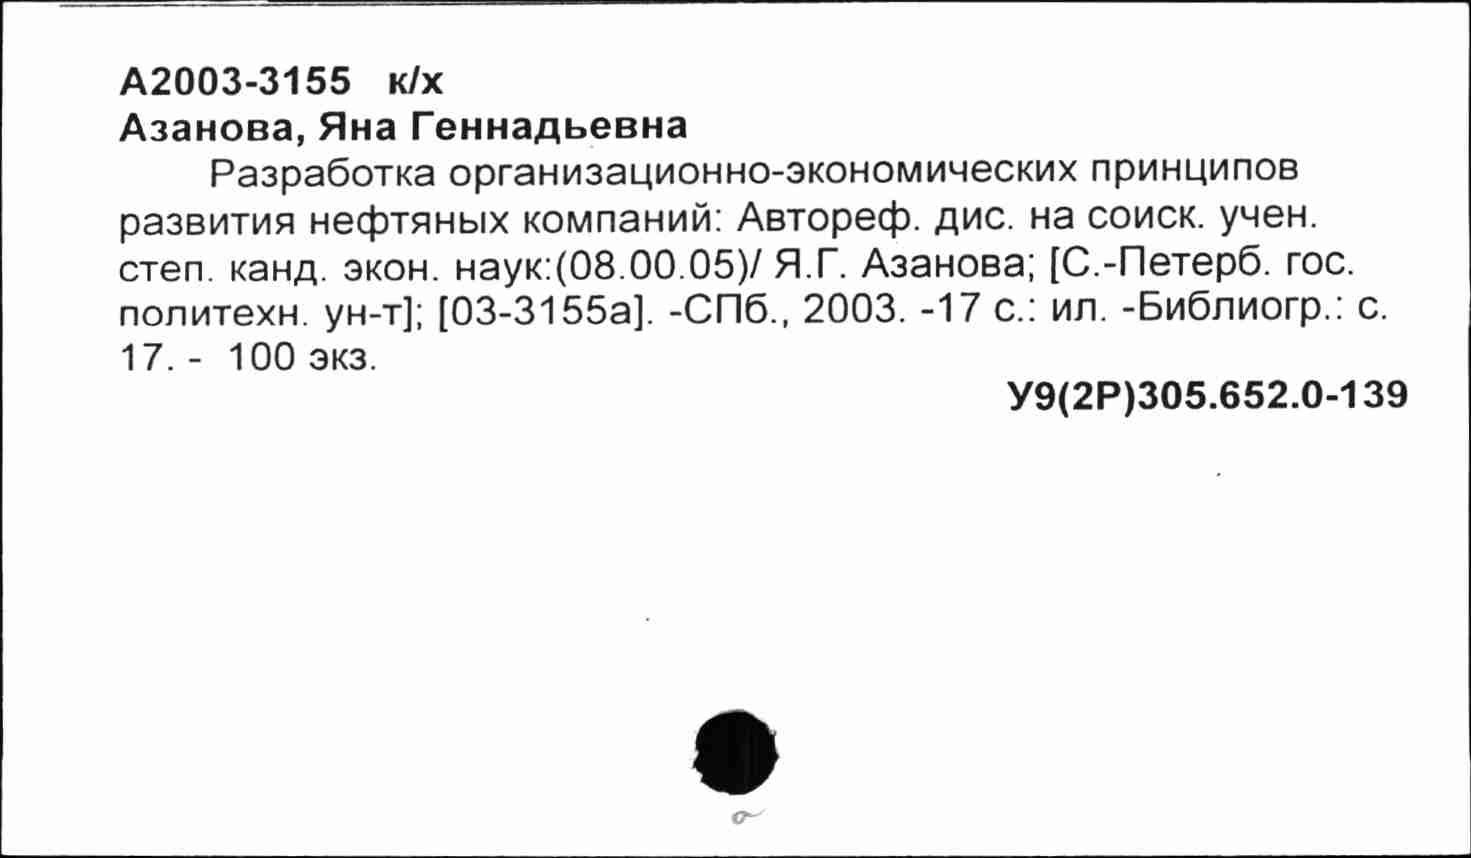 А2003-3155 к/х
Азанова, Яна Геннадьевна
Разработка организационно-экономических принципов
развития нефтяных компаний: Автореф. дис. на соиск. учен.
степ. канд. экон. наук:(08.00.05)/ Я.Г. Азанова; [С.-Петерб. гос.
политехн. ун-т]; [03-3155а]. -СПб., 2003. -17 с.: ил. -Библиогр.: с.
17. - 100 экз.
У9(2Р)305.652.0-139